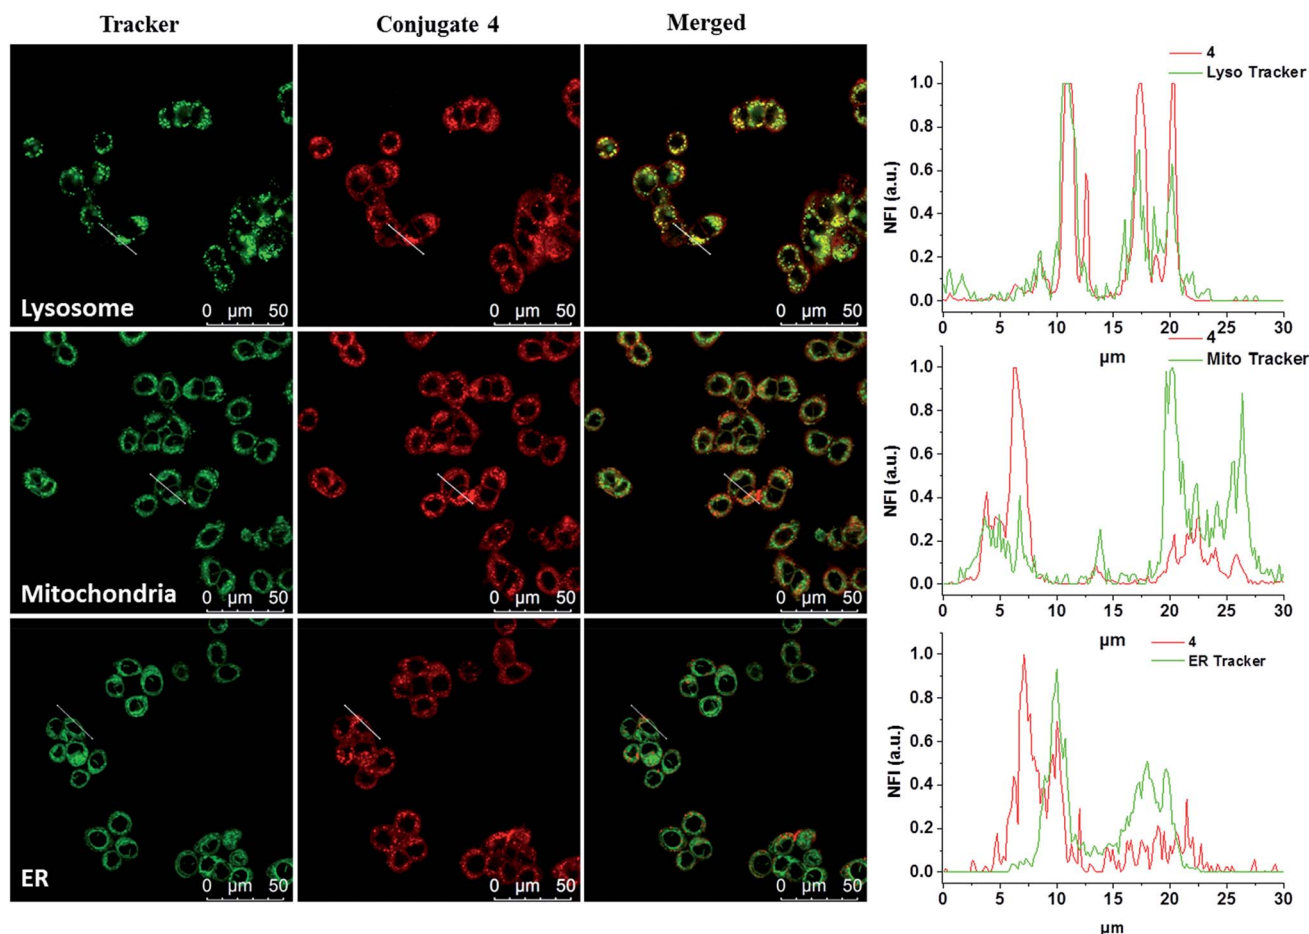 Tracker Conjugate 4 Merged
4
Lyso Tracker
1.0
0.8
0.6
0.4
0.2
0.0
NFI (a.u.)
0 5 10 15 20 25 30
µm
Lysosome
0 µm 50
0 µm 50
0 µm 50
4
Mito Tracker
1.0
0.8
0.6
0.4
0.2
0.0
NFI (a.u.)
0 5 10 15 20 25 30
µm
Mitochondria
0 µm 50
0 µm 50
0 µm 50
4
ER Tracker
1.0
0.8
0.6
0.4
0.2
0.0
NFI (a.u.)
0 5 10 15 20 25 30
µm
ER
0 µm 50
0 µm 50
0 µm 50